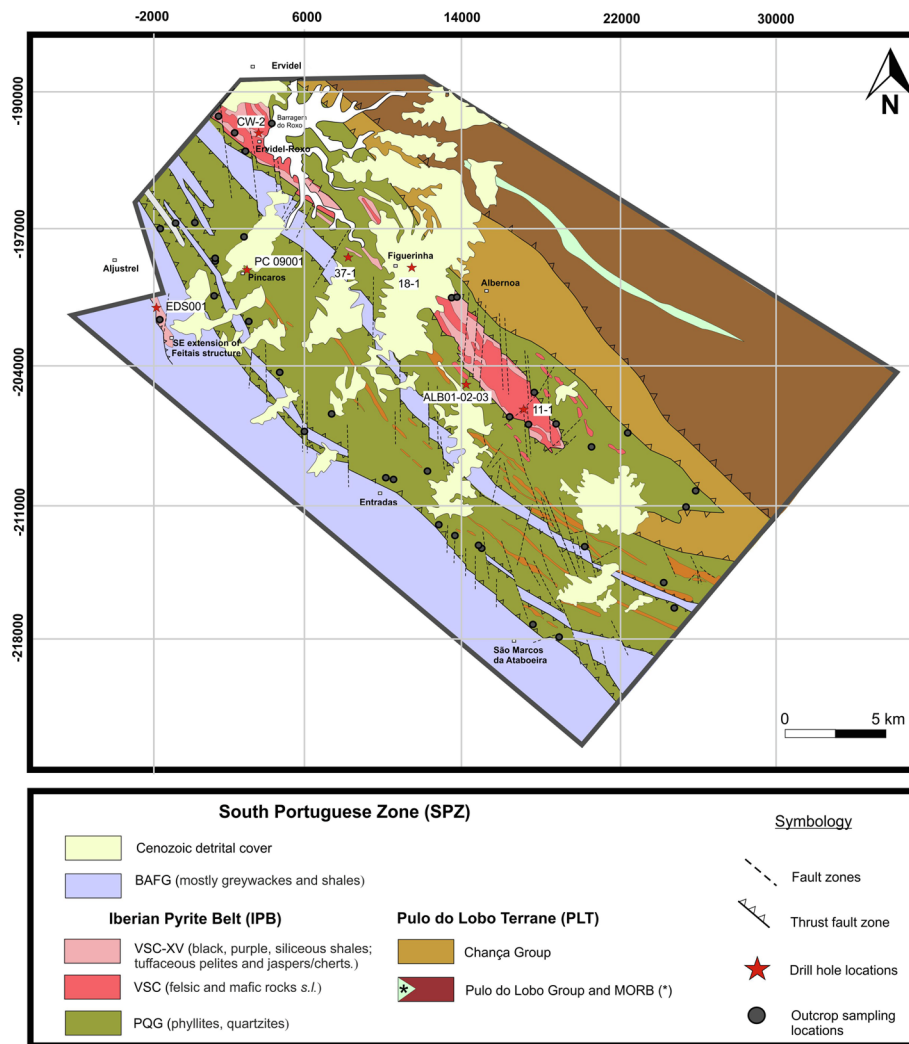 -2000 6000 14000 22000 30000
-190000
-197000
-204000
-211000
-218000
Ervidel
CW-2
Barragem
do Roxo
Ervidel-Roxo
N
Aljustrel
PC 09001
Pincaros
37-1
Figueirinha
18-1
Albernoa
EDS001
SE extension of
Feitais structure
ALB01-02-03
11-1
Entradas
São Marcos
da Ataboeira
0 5 km
South Portuguese Zone (SPZ)
Cenozoic detrital cover
BAFG (mostly greywackes and shales)
Iberian Pyrite Belt (IPB)
VSC-XV (black, purple, siliceous shales;
tuffaceous pelites and jaspers/cherts.)
VSC (felsic and mafic rocks s.l.)
PQG (phyllites, quartzites)
Pulo do Lobo Terrane (PLT)
Chança Group
* Pulo do Lobo Group and MORB (*)
Symbology
Fault zones
Thrust fault zone
Drill hole locations
Outcrop sampling
locations